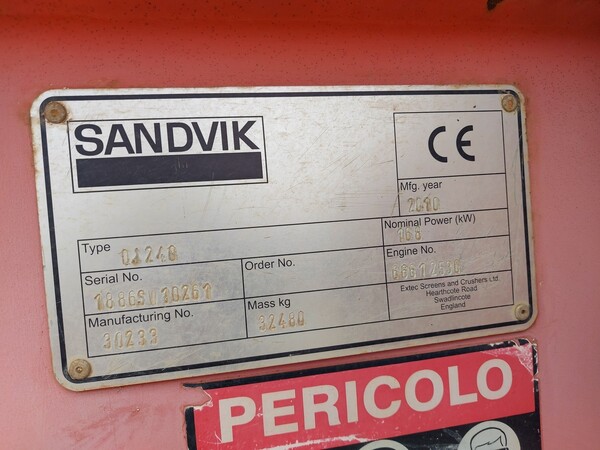 SANDVIK
CE
Mfg. year
2010
Type
QJ240
Nominal Power (kW)
Serial No.
Order No.
Engine No.
Manufacturing No.
30233
Mass kg
32480
Extec Screens and Crushers Ltd.
Hearthcote Road
Swadlincote
England
PERICOLO